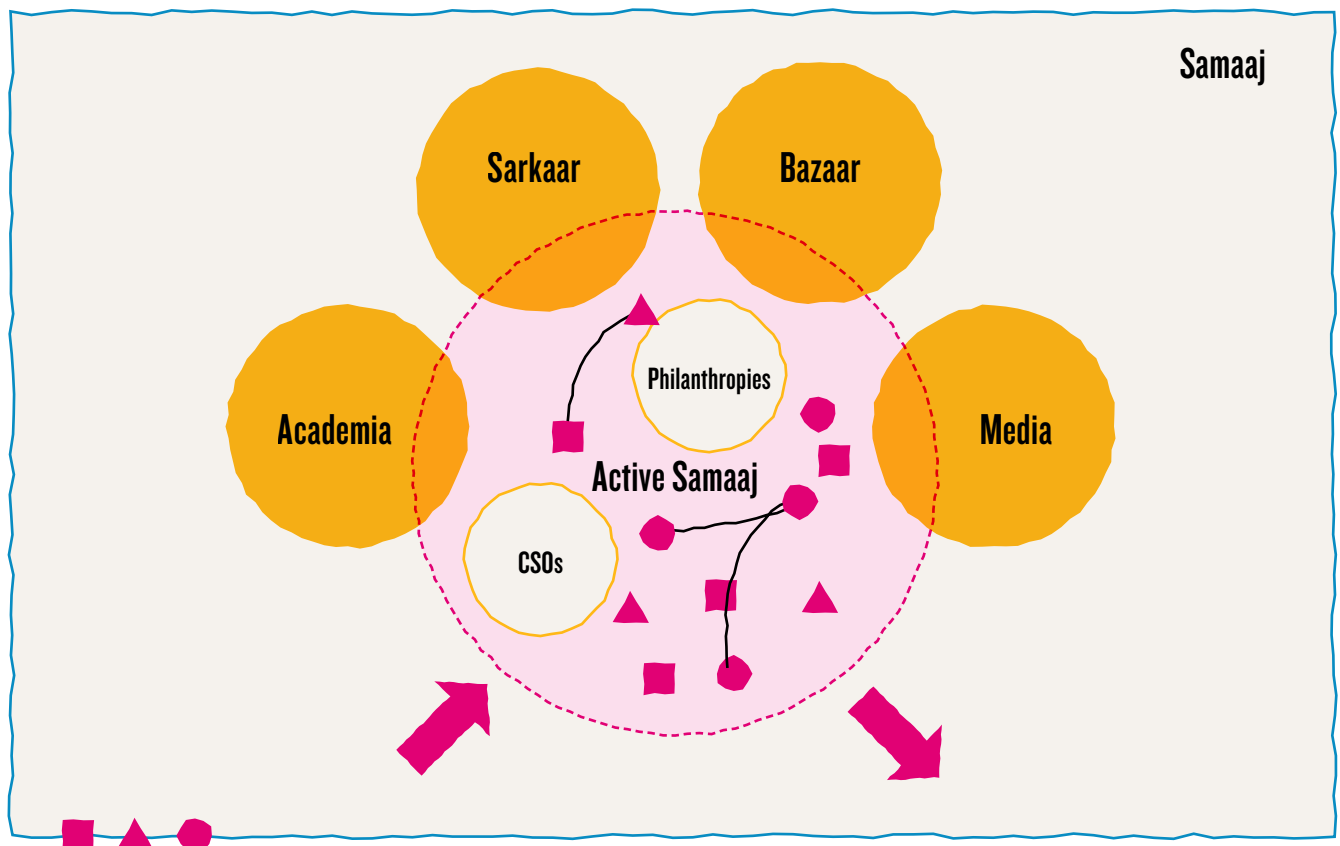 Samaaj
Sarkaar
Bazaar
Philanthropies
Academia
Media
Active Samaaj
CSOs